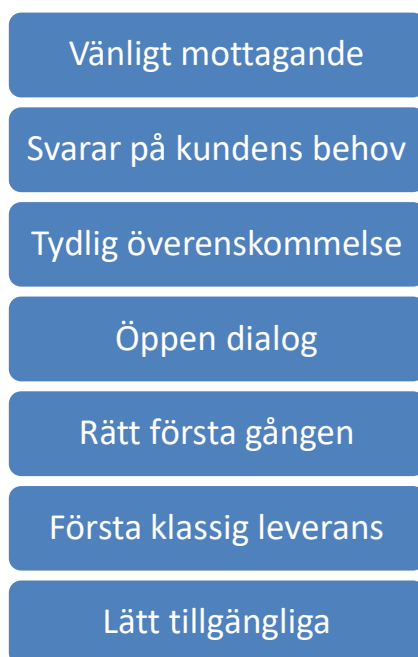 Vänligt mottagande
Svarar på kundens behov
Tydlig överenskommelse
Öppen dialog
Rätt första gången
Första klassig leverans
Lätt tillgängliga